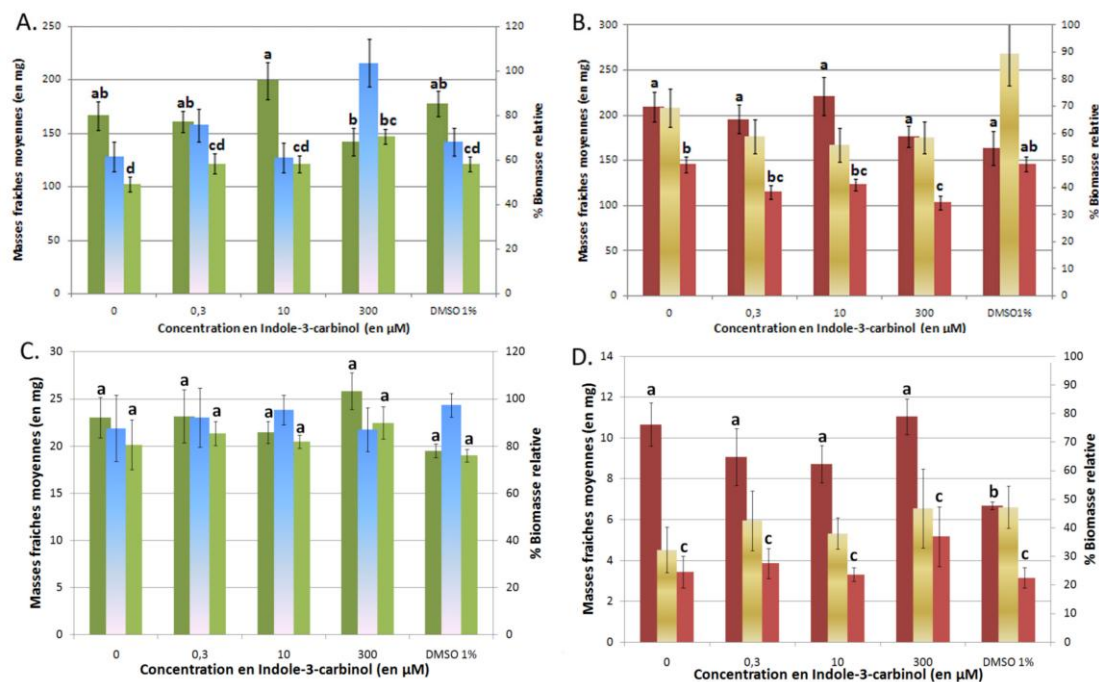 A.
Masses fraiches moyennes (en mg)
250
200
150
100
50
0
ab
d
ab
cd
a
cd
b
bc
ab
cd
120
100
80
60
40
20
0
% Biomasse relative
0 0,3 10 300 DMSO 1%
Concentration en Indole-3-carbinol (en µM)
B.
Masses fraiches moyennes (en mg)
300
250
200
150
100
50
0
a
b
a
bc
a
bc
a
c
a
ab
100
90
80
70
60
50
40
30
20
10
0
% Biomasse relative
0 0,3 10 300 DMSO1%
Concentration en Indole-3-carbinol (en µM)
C.
Masses fraiches moyennes (en mg)
30
25
20
15
10
5
0
a
a
a
a
a
a
a
a
a
a
120
100
80
60
40
20
0
% Biomasse relative
0 0,3 10 300 DMSO 1%
Concentration en Indole-3-carbinol (en µM)
D.
Masses fraiches moyennes (en mg)
14
12
10
8
6
4
2
0
a
c
a
c
a
c
a
c
b
c
100
90
80
70
60
50
40
30
20
10
0
% Biomasse relative
0 0,3 10 300 DMSO 1%
Concentration en Indole-3-carbinol (en µM)